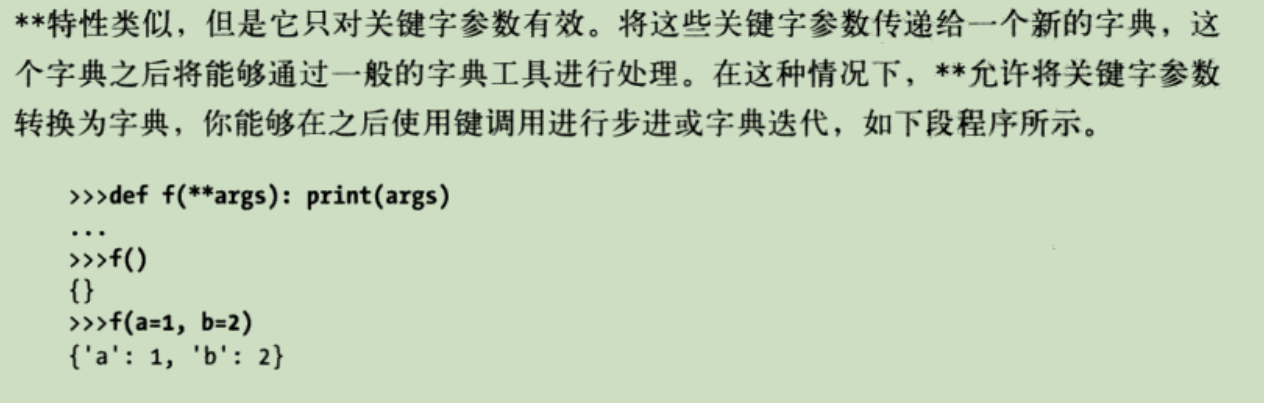 **特性类似，但是它只对关键字参数有效。将这些关键字参数传递给一个新的字典，这
个字典之后将能够通过一般的字典工具进行处理。在这种情况下，**允许将关键字参数
转换为字典，你能够在之后使用键调用进行步进或字典迭代，如下段程序所示。
>>>def f(**args): print(args)
...
>>>f()
{}
>>>f(a=1, b=2)
{'a': 1, 'b': 2}